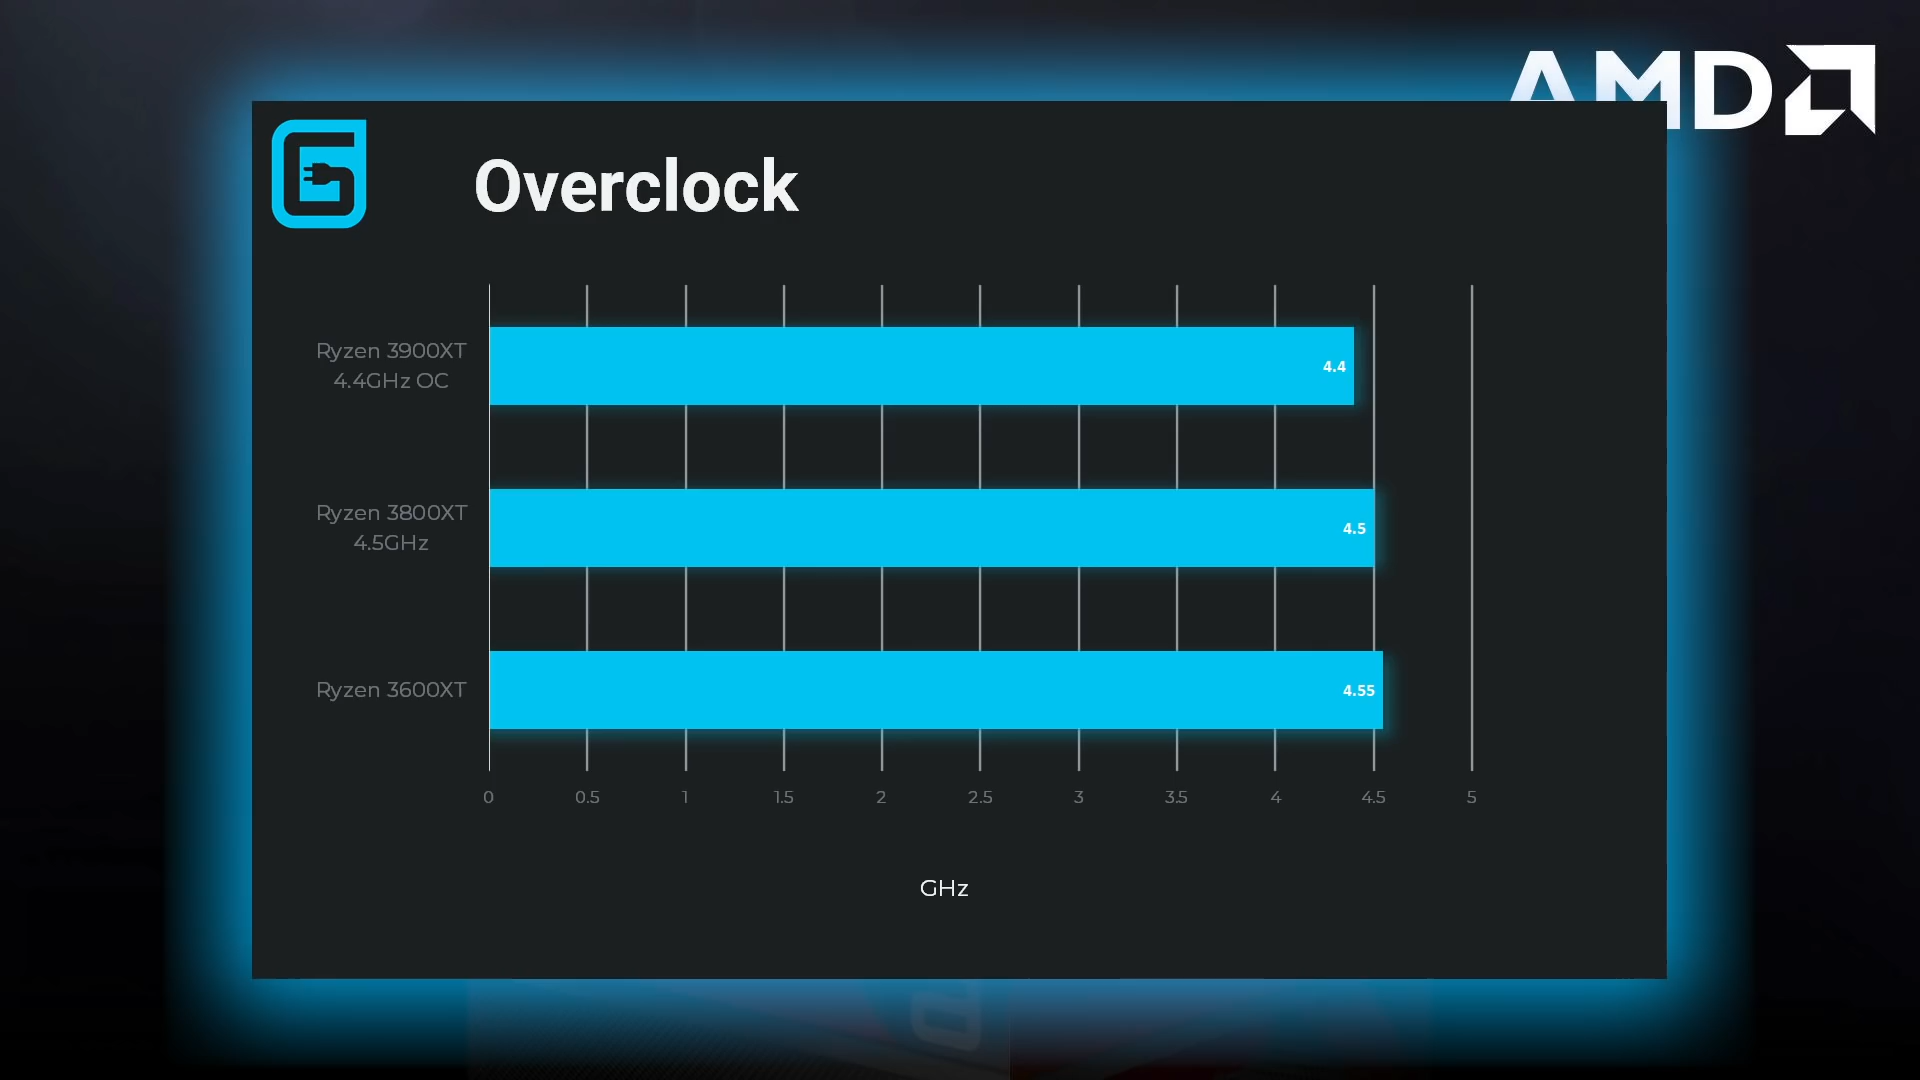 AMD
Overclock
Ryzen 3900XT
4.4GHz OC
4.4
Ryzen 3800XT
4.5GHz
4.5
Ryzen 3600XT
4.55
0 0.5 1 1.5 2 2.5 3 3.5 4 4.5 5
GHz